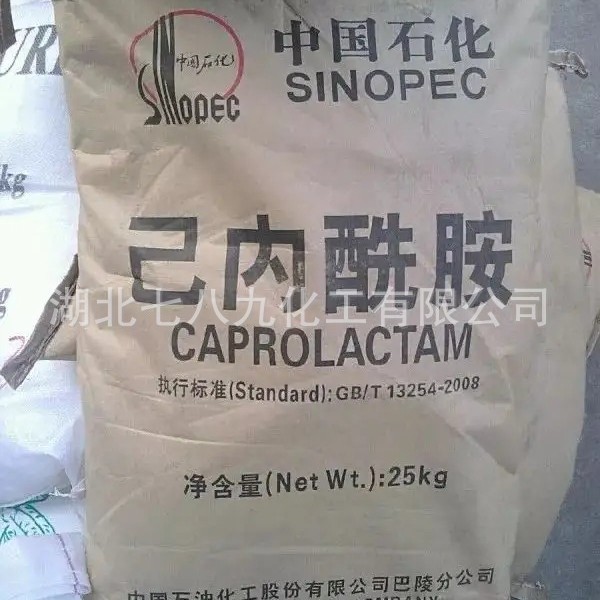 中国石化
SINOPEC
中国石化
SINOPEC
己内酰胺
湖北七八九化工有限公司
CAPROLACTAM
执行标准(Standard):GB/T 13254-2008
净含量(Net Wt.):25kg
中国石油化工股份有限公司巴陵分公司
kg